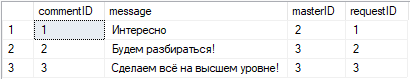 commentID message masterID requestID
1 1 Интересно 2 1
2 2 Будем разбираться! 3 2
3 3 Сделаем всё на высшем уровне! 3 3